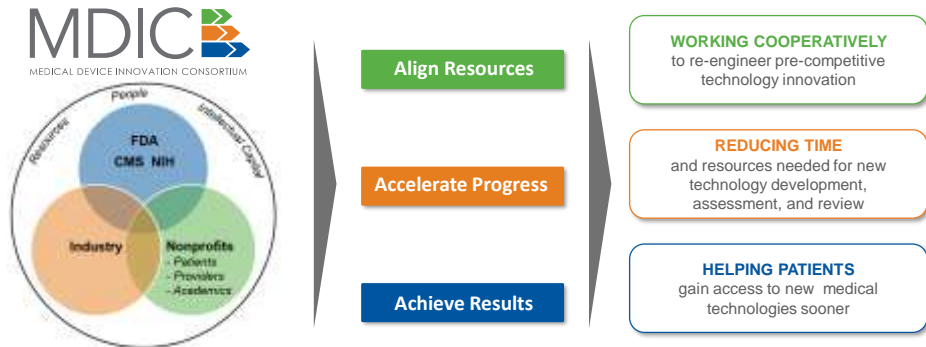 MDIC
MEDICAL DEVICE INNOVATION CONSORTIUM
Resources
People
Intellectual Capital
FDA
CMS NIH
Industry
Nonprofits
- Patients
- Providers
- Academics
Align Resources
Accelerate Progress
Achieve Results
WORKING COOPERATIVELY
to re-engineer pre-competitive
technology innovation
REDUCING TIME
and resources needed for new
technology development,
assessment, and review
HELPING PATIENTS
gain access to new medical
technologies sooner